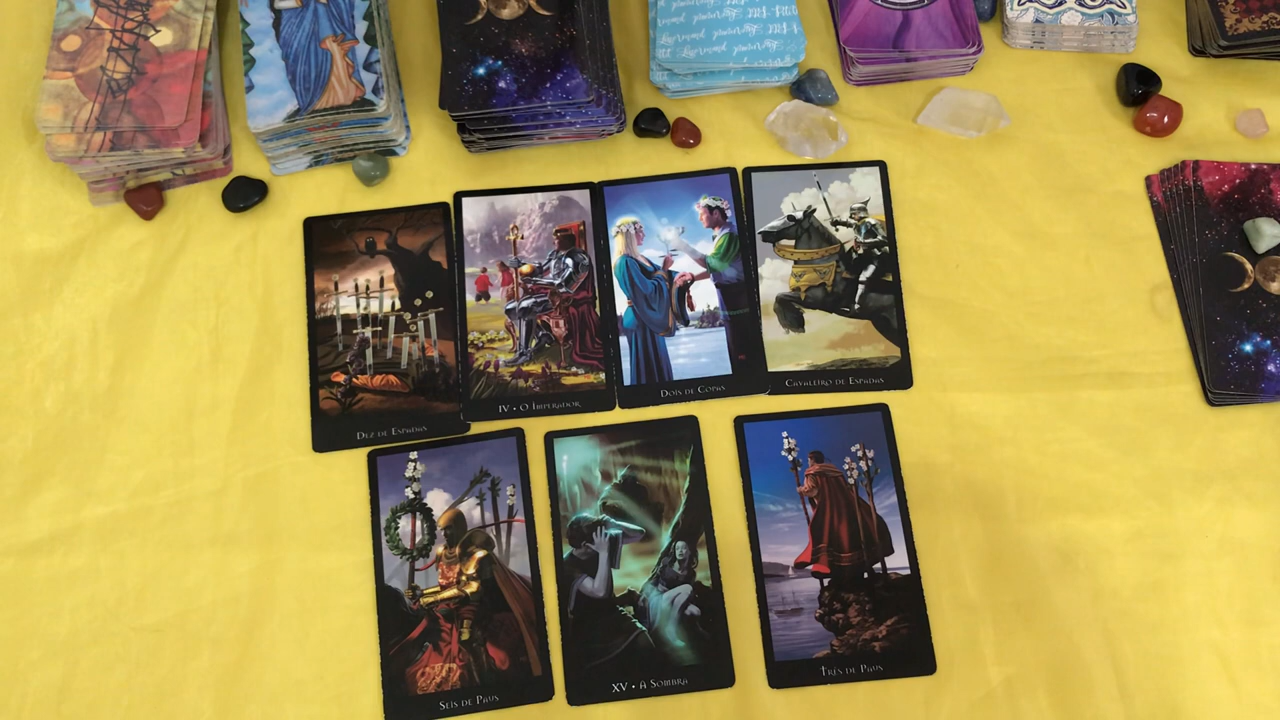 Dez de Espadas
IV • O Imperador
Dois de Copas
Cavaleiro de Espadas
Seis de Paus
XV • A Sombra
Três de Paus